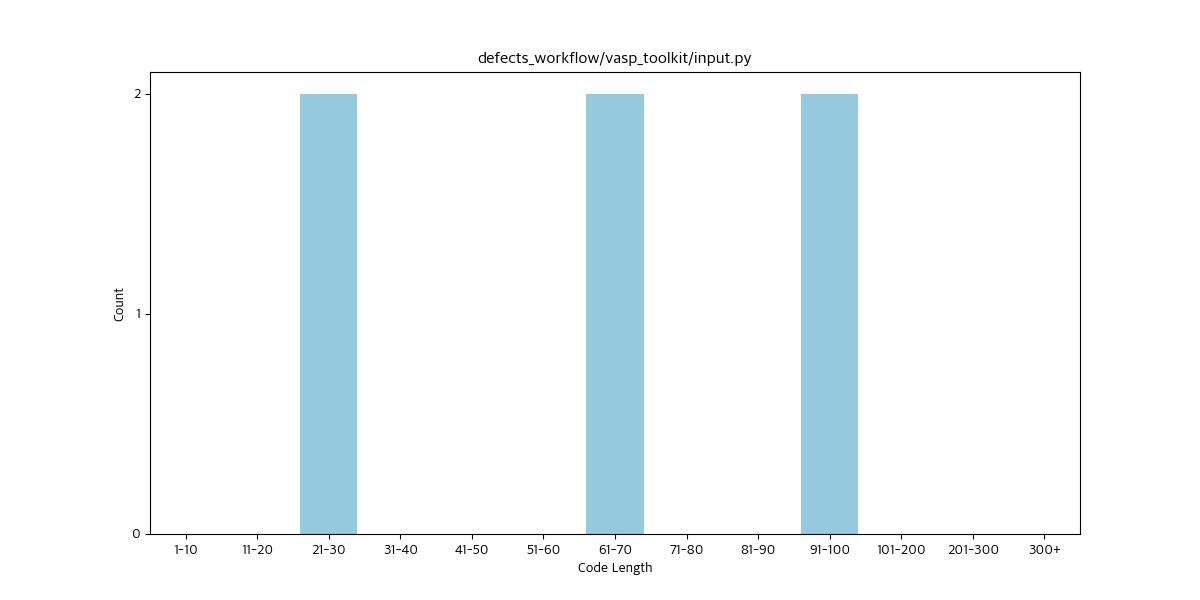 defects_workflow/vasp_toolkit/input.py
2
1
0
Count
1-10 11-20 21-30 31-40 41-50 51-60 61-70 71-80 81-90 91-100 101-200 201-300 300+
Code Length